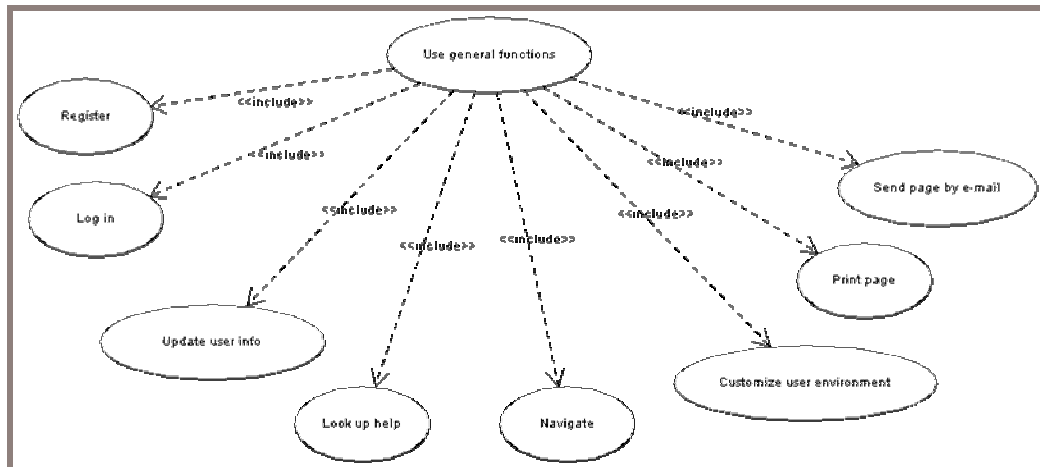 Use general functions
<<include>>
<<include>>
Register
<<include>>
<<include>>
Send page by e-mail
Log in
<<include>>
<<include>>
<<include>>
<<include>>
Print page
Update user info
Customize user environment
Look up help
Navigate